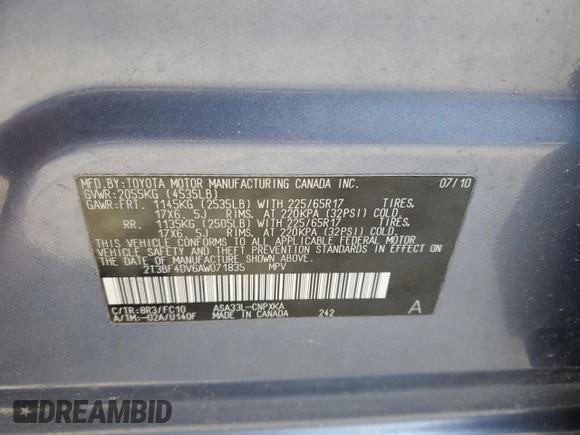 MFD.BY:TOYOTA MOTOR MANUFACTURING CANADA INC. 07/10
GVWR:2055KG (4535LB)
GAWR:FRT. 1145KG (2535LB) WITH 225/65R17 TIRES.
17X6. 5J RIMS. AT 220KPA (32PSI) COLD.
RR. 1135KG (2505LB) WITH 225/65R17 TIRES.
17X6. 5J RIMS. AT 220KPA (32PSI) COLD.
THIS VEHICLE CONFORMS TO ALL APPLICABLE FEDERAL MOTOR
VEHICLE SAFETY AND THEFT PREVENTION STANDARDS IN EFFECT
ON THE DATE OF MANUFACTURE SHOWN ABOVE.
2T3BF4DV6AW071835 MPV
C/TR:8R3/FC10 ASA33L-CNPXKA A
A/TM:-02A/U140F MADE IN CANADA 242
DREAMBID